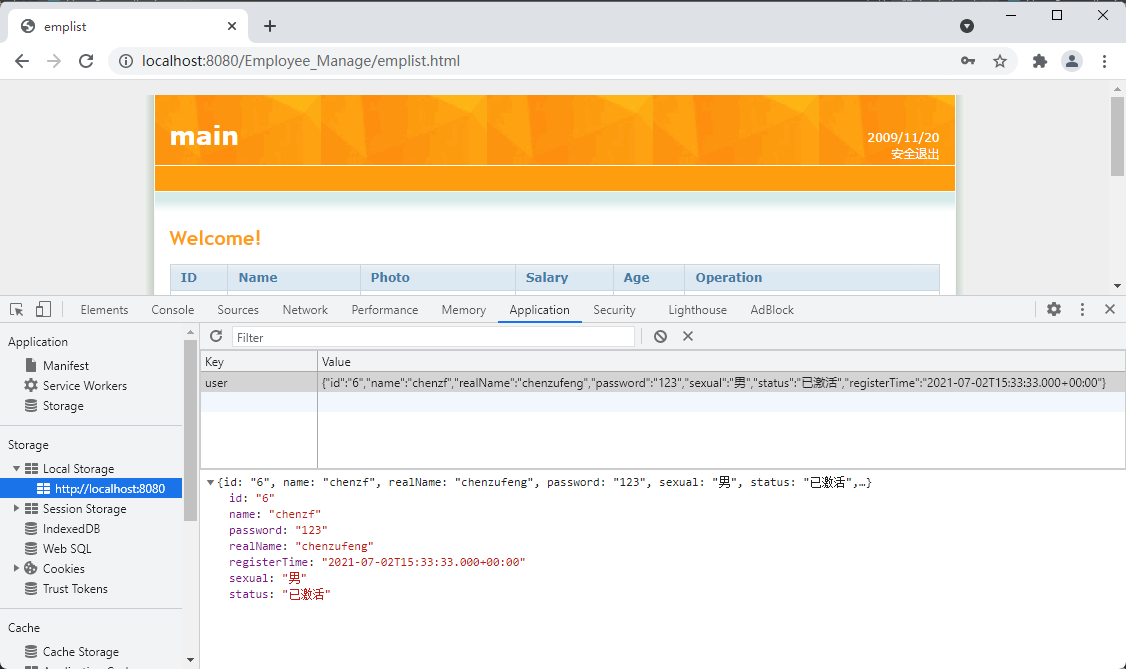 emplist
localhost:8080/Employee_Manage/emplist.html
main
2009/11/20
安全退出
Welcome!
ID Name Photo Salary Age Operation
Elements Console Sources Network Performance Memory Application Security Lighthouse AdBlock
Application
Manifest
Service Workers
Storage
Storage
Local Storage
http://localhost:8080
Session Storage
IndexedDB
Web SQL
Cookies
Trust Tokens
Cache
Cache Storage
Filter
Key Value
user {"id":"6","name":"chenzf","realName":"chenzufeng","password":"123","sexual":"男","status":"已激活","registerTime":"2021-07-02T15:33:33.000+00:00"}
{id: "6", name: "chenzf", realName: "chenzufeng", password: "123", sexual: "男", status: "已激活",…}
id: "6"
name: "chenzf"
password: "123"
realName: "chenzufeng"
registerTime: "2021-07-02T15:33:33.000+00:00"
sexual: "男"
status: "已激活"